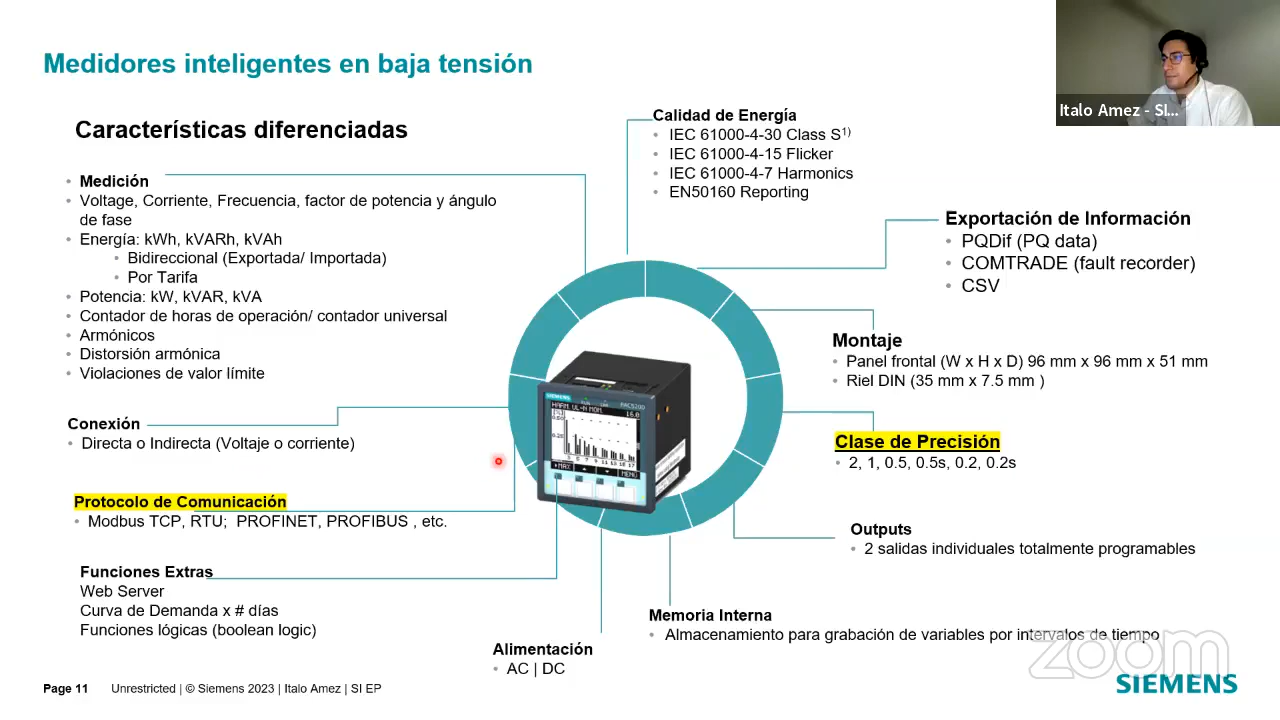 Medidores inteligentes en baja tensión
Italo Amez - SI...
Características diferenciadas
Medición
Voltage, Corriente, Frecuencia, factor de potencia y ángulo
de fase
Energía: kWh, kVARh, kVAh
Bidireccional (Exportada/ Importada)
Por Tarifa
Potencia: kW, kVAR, kVA
Contador de horas de operación/ contador universal
Armónicos
Distorsión armónica
Violaciones de valor límite
Conexión
Directa o Indirecta (Voltaje o corriente)
Protocolo de Comunicación
Modbus TCP, RTU; PROFINET, PROFIBUS , etc.
Funciones Extras
Web Server
Curva de Demanda x # días
Funciones lógicas (boolean logic)
Alimentación
AC | DC
Calidad de Energía
IEC 61000-4-30 Class S1)
IEC 61000-4-15 Flicker
IEC 61000-4-7 Harmonics
EN50160 Reporting
Exportación de Información
PQDif (PQ data)
COMTRADE (fault recorder)
CSV
Montaje
Panel frontal (W x H x D) 96 mm x 96 mm x 51 mm
Riel DIN (35 mm x 7.5 mm )
Clase de Precisión
2, 1, 0.5, 0.5s, 0.2, 0.2s
Outputs
2 salidas individuales totalmente programables
Memoria Interna
Almacenamiento para grabación de variables por intervalos de tiempo
SIEMENS
HARM. UL-N MON.
MAX
MENU
zoom
SIEMENS
Page 11 Unrestricted | © Siemens 2023 | Italo Amez | SI EP